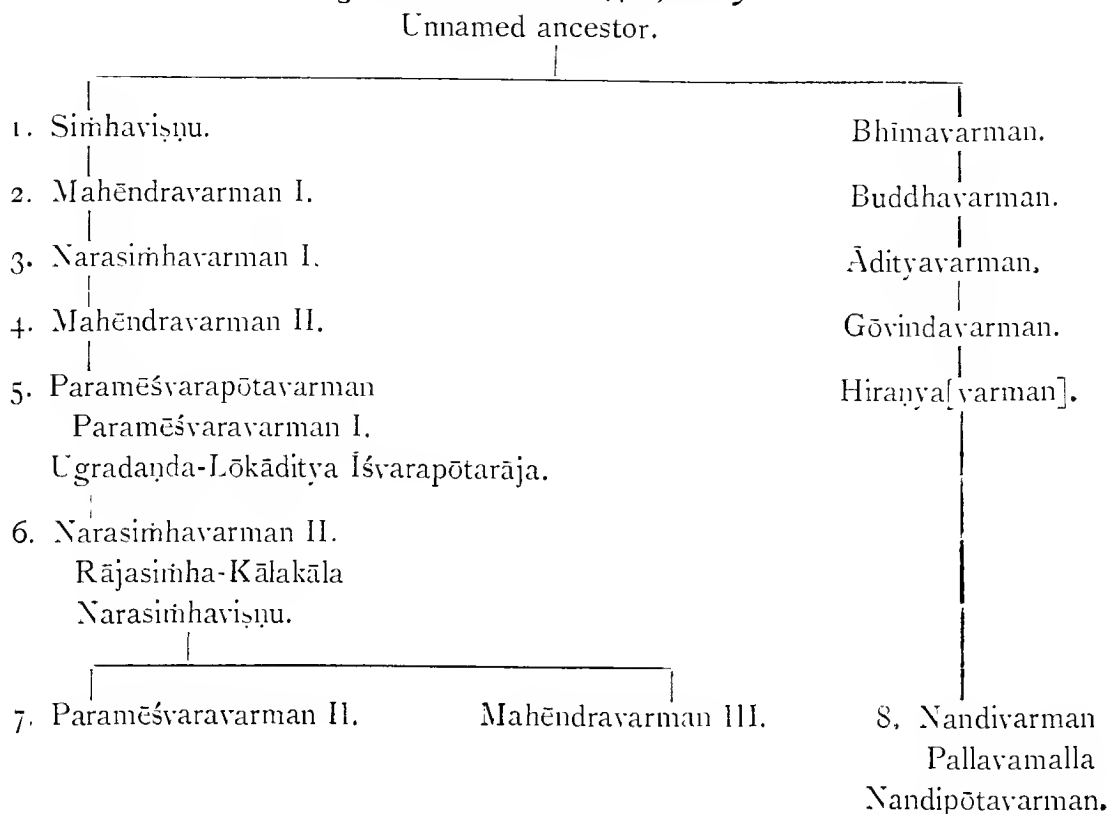 Unnamed ancestor.
1. Siṁhaviṣṇu. Bhīmavarman.
2. Mahēndravarman I. Buddhavarman.
3. Narasiṁhavarman I. Ādityavarman.
4. Mahēndravarman II. Gōvindavarman.
5. Paramēśvarapōtavarman Hiraṇya[varman].
Paramēśvaravarman I.
Ugradaṇḍa-Lōkāditya Īśvarapōtarāja.
6. Narasiṁhavarman II.
Rājasiṁha-Kālakāla
Narasiṁhaviṣṇu.
7. Paramēśvaravarman II. Mahēndravarman III. 8. Nandivarman
Pallavamalla
Nandipōtavarman.